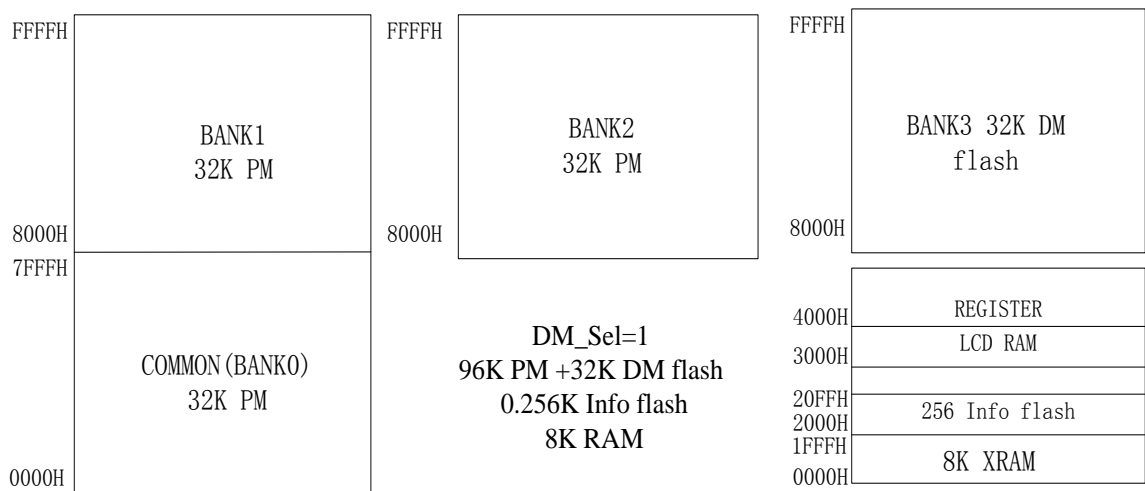 FFFFH
BANK1
32K PM
8000H
7FFFH
COMMON(BANK0)
32K PM
0000H
FFFFH
BANK2
32K PM
8000H
DM_Sel=1
96K PM +32K DM flash
0.256K Info flash
8K RAM
FFFFH
BANK3 32K DM
flash
8000H
REGISTER
4000H
LCD RAM
3000H
20FFH
256 Info flash
2000H
1FFFH
8K XRAM
0000H